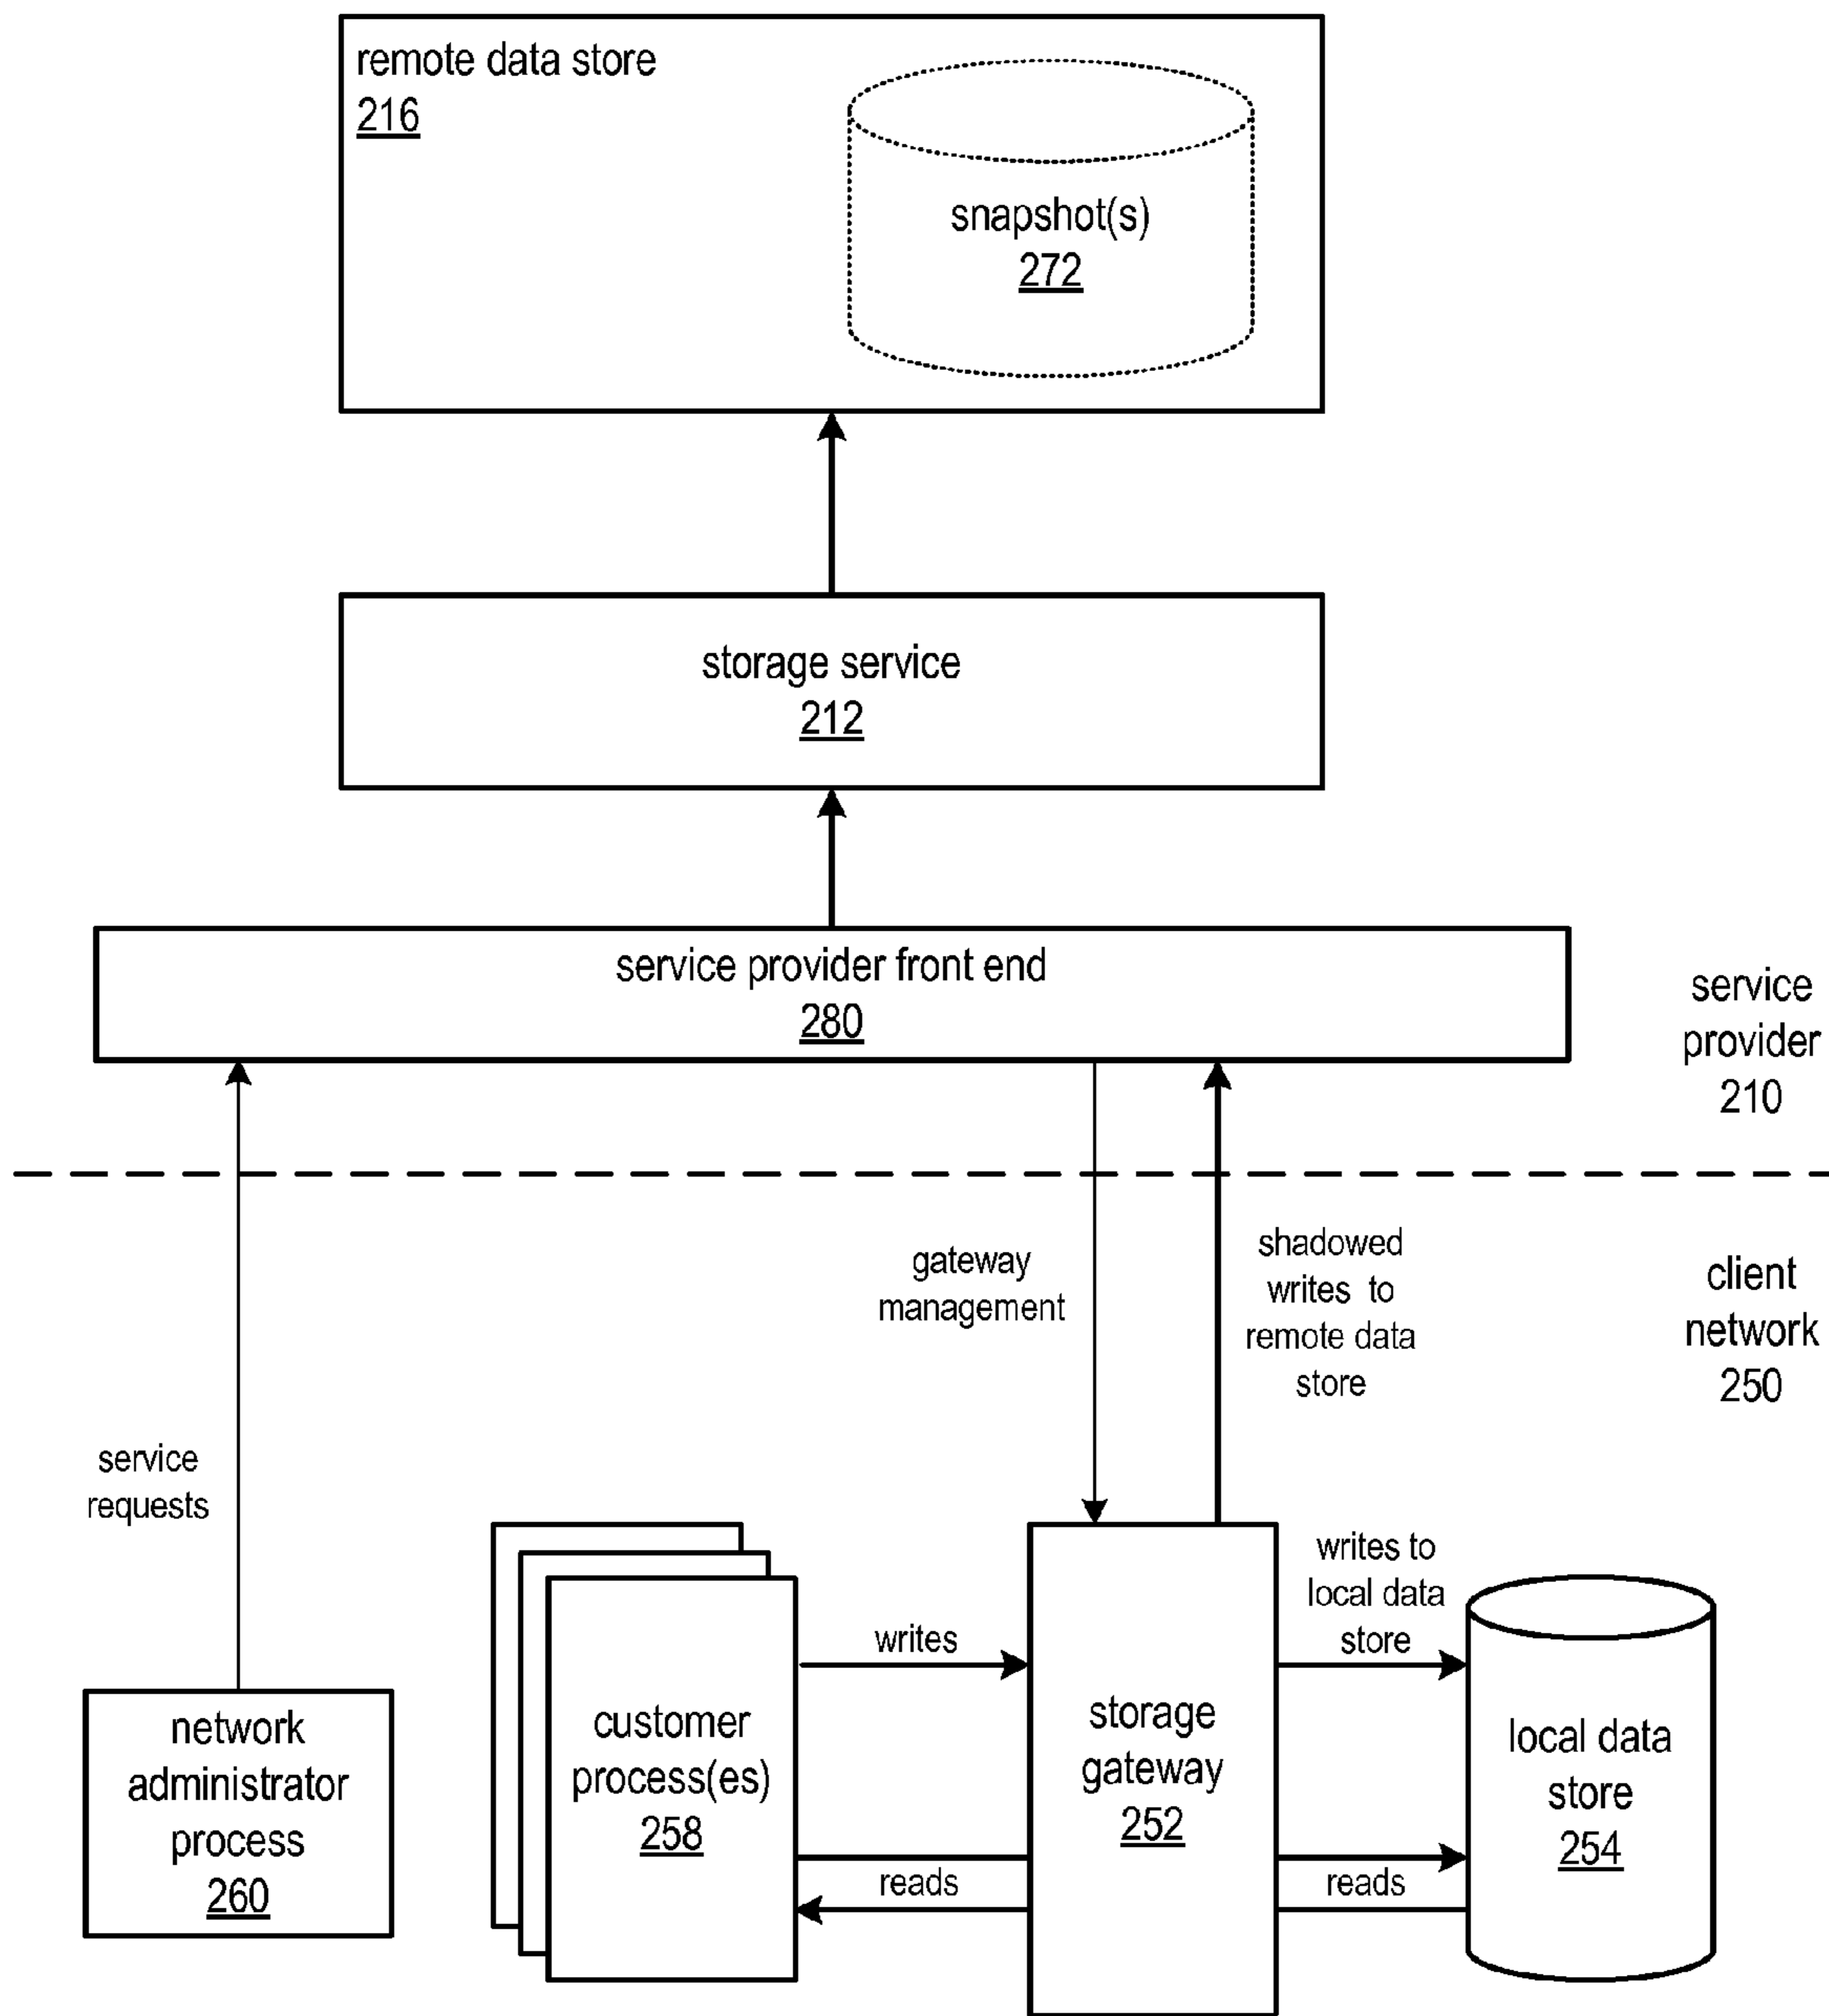 remote data store
216
snapshot(s)
272
storage service
212
service provider front end
280
service
provider
210
gateway
management
shadowed
writes to
remote data
store
client
network
250
service
requests
writes to
local data
store
writes
network
administrator
process
260
customer
process(es)
258
storage
gateway
252
local data
store
254
reads
reads